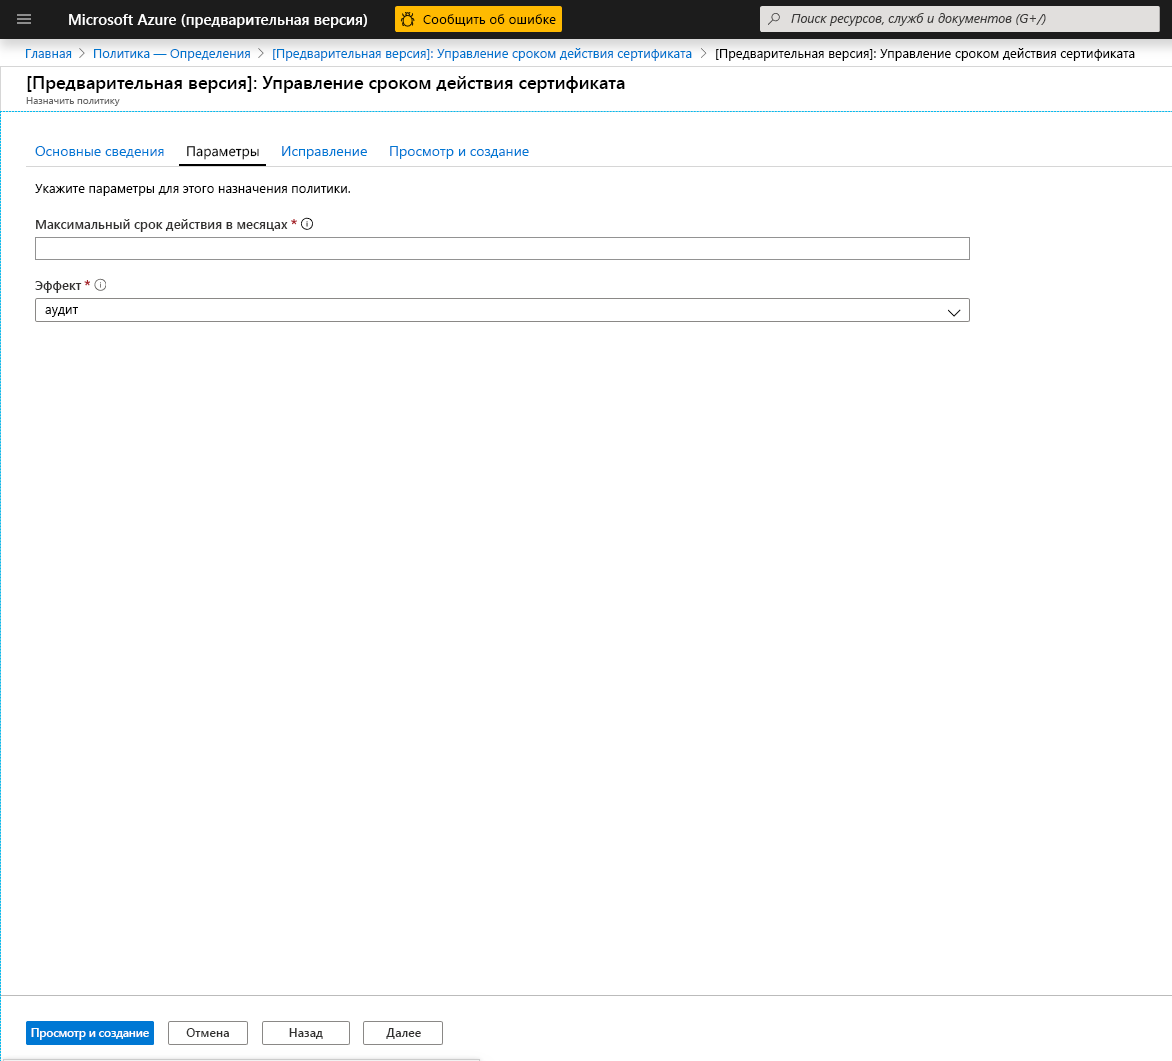 Microsoft Azure (предварительная версия) Сообщить об ошибке Поиск ресурсов, служб и документов (G+/)
Главная > Политика — Определения > [Предварительная версия]: Управление сроком действия сертификата > [Предварительная версия]: Управление сроком действия сертификата
[Предварительная версия]: Управление сроком действия сертификата
Назначить политику
Основные сведения Параметры Исправление Просмотр и создание
Укажите параметры для этого назначения политики.
Максимальный срок действия в месяцах *
Эффект *
аудит
Просмотр и создание Отмена Назад Далее